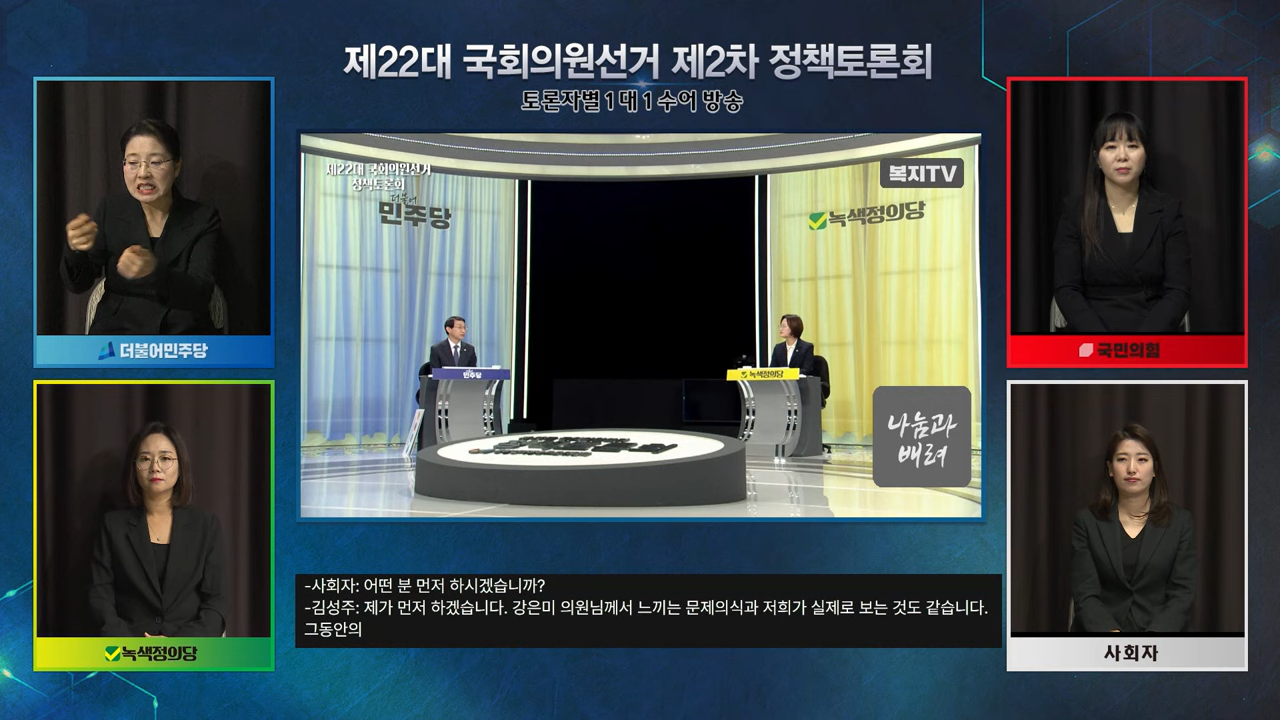 제22대 국회의원선거 제2차 정책토론회
토론자별 1 대 1 수어 방송
제22대 국회의원선거
정책토론회
복지TV
더불어
민주당
녹색정의당
민주당
녹색정의당
나눔과
배려
더불어민주당
국민의힘
녹색정의당
사회자
-사회자: 어떤 분 먼저 하시겠습니까?
-김성주: 제가 먼저 하겠습니다. 강은미 의원님께서 느끼는 문제의식과 저희가 실제로 보는 것도 같습니다.
그동안의